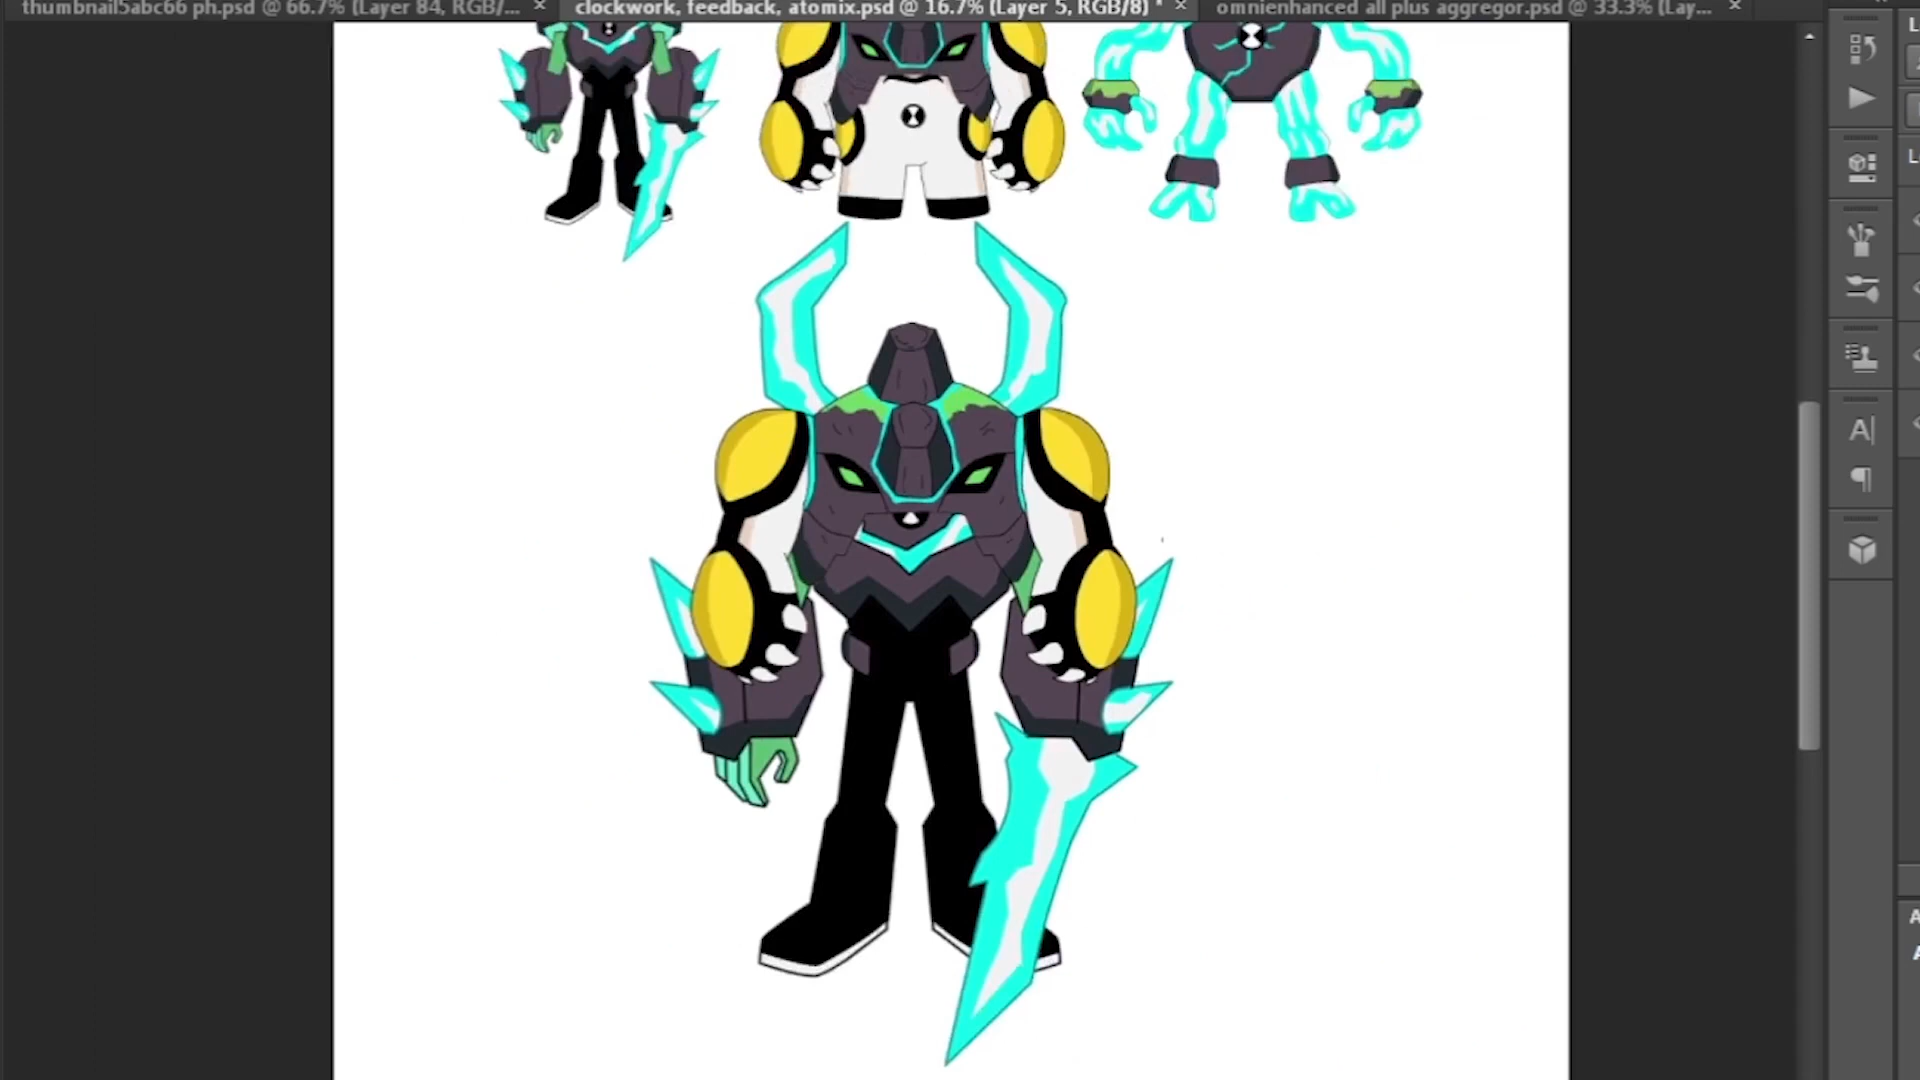 thumbnail5abc66 ph.psd @ 66.7% (Layer 84, RGB/... × clockwork, feedback, atomix.psd @ 16.7% (Layer 5, RGB/8) * × omnienhanced all plus aggregor.psd @ 33.3% (Lay... ×